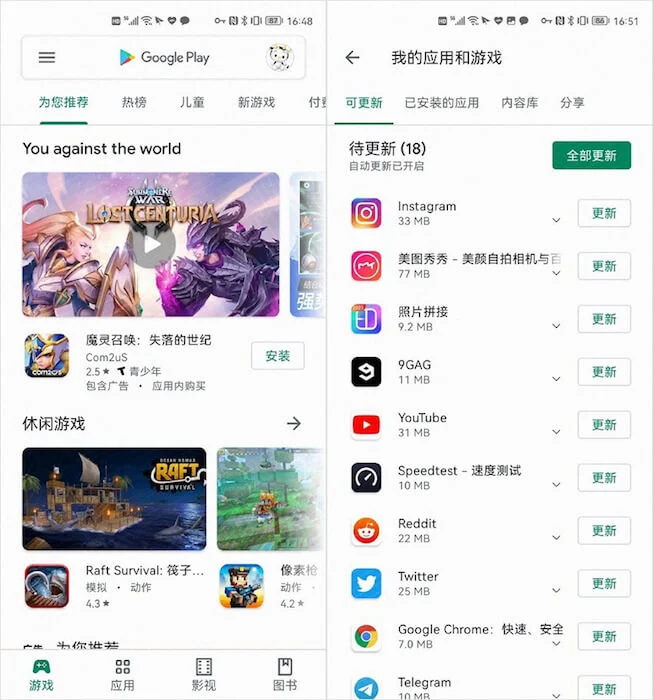 HD 5G 87 16:48
Google Play
为您推荐 热榜 儿童 新游戏 付费
You against the world
SUMMONERS WAR
LOST CENTURIA
魔灵召唤：失落的世纪
Com2uS
2.5★ 青少年
包含广告 · 应用内购买
安装
com2us
休闲游戏
OCEAN NOMAD
RAFT
SURVIVAL
Raft Survival: 筏子...
模拟 · 动作
4.3★
像素枪
动作 ·
4.2★
为您推荐
游戏 应用 影视 图书
HD 5G 86 16:51
我的应用和游戏
可更新 已安装的应用 内容库 分享
待更新 (18)
自动更新已开启
全部更新
Instagram
33 MB
更新
美图秀秀 - 美颜自拍相机与百
77 MB
更新
照片拼接
9.2 MB
更新
9GAG
11 MB
更新
YouTube
31 MB
更新
Speedtest - 速度测试
10 MB
更新
Reddit
22 MB
更新
Twitter
25 MB
更新
Google Chrome：快速、安全
7.0 MB
更新
Telegram
10 MB
更新